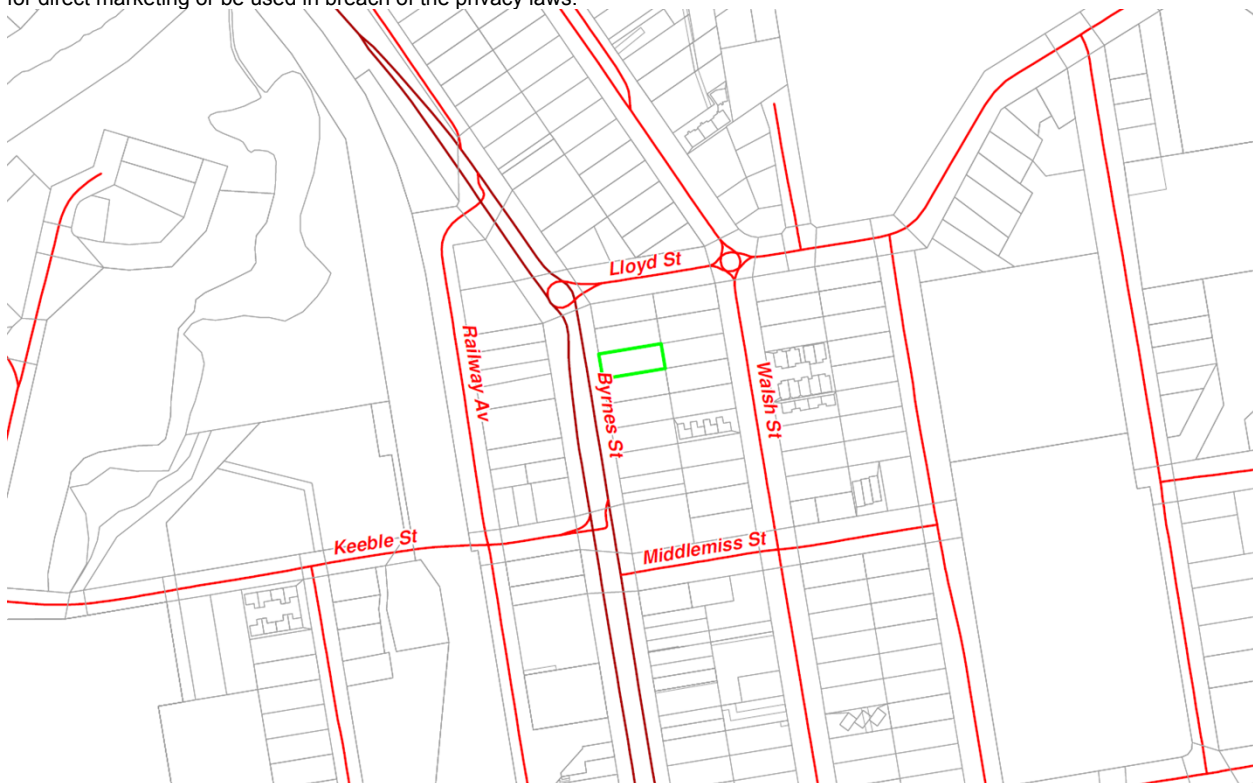 for direct marketing or be used in breach of the privacy laws.
Lloyd St
Railway Av
Byrnes St
Walsh St
Keeble St
Middlemiss St